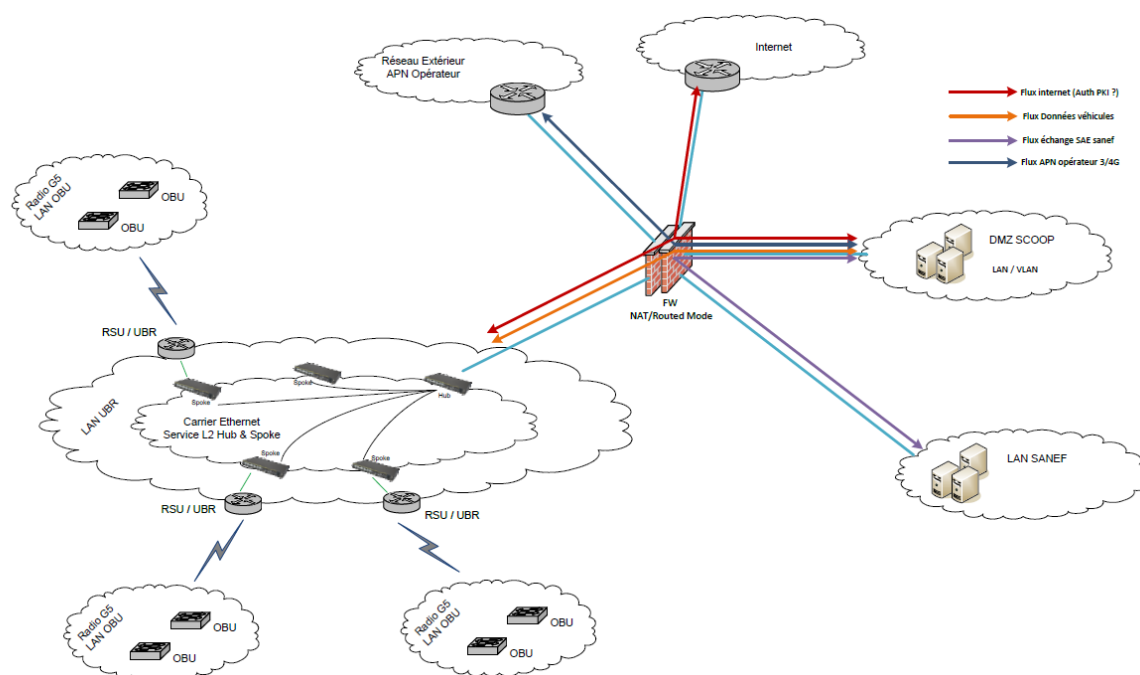 Réseau Extérieur
APN Opérateur
Internet
Flux internet (Auth PKI ?)
Flux Données véhicules
Flux échange SAE sanef
Flux APN opérateur 3/4G
Radio G5
LAN OBU
OBU
OBU
DMZ SCOOP
LAN / VLAN
FW
NAT/Routed Mode
RSU / UBR
LAN UBR
Spoke
Spoke
Hub
Carrier Ethernet
Service L2 Hub & Spoke
Spoke
Spoke
LAN SANEF
RSU / UBR
RSU / UBR
Radio G5
LAN OBU
OBU
OBU
Radio G5
LAN OBU
OBU
OBU